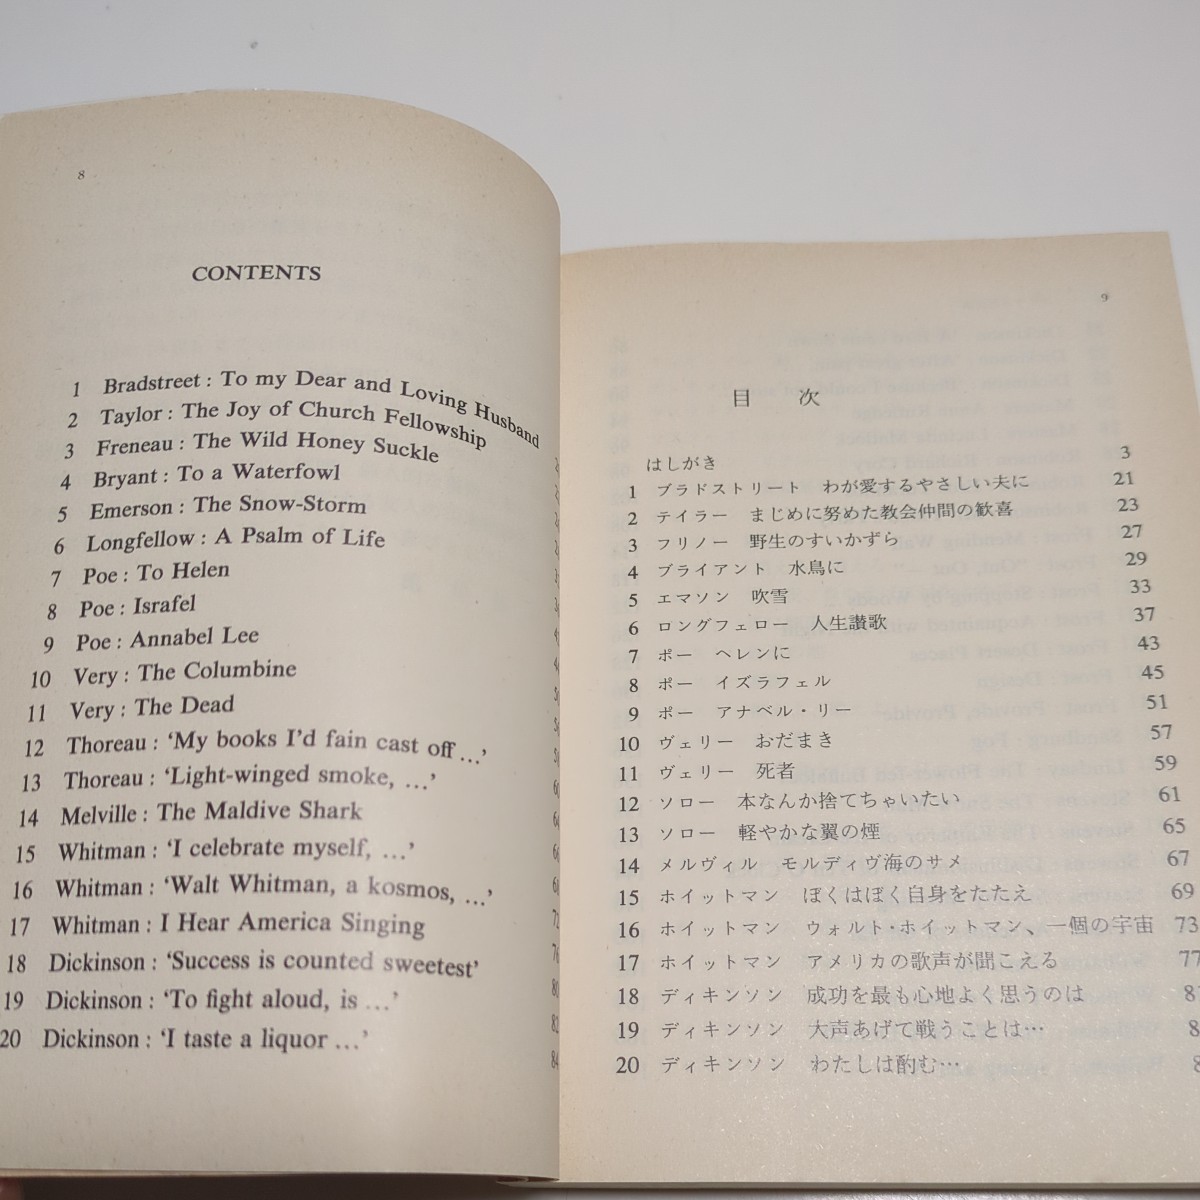 8
CONTENTS
1 Bradstreet : To my Dear and Loving Husband
2 Taylor : The Joy of Church Fellowship
3 Freneau : The Wild Honey Suckle
4 Bryant : To a Waterfowl
5 Emerson : The Snow-Storm
6 Longfellow : A Psalm of Life
7 Poe : To Helen
8 Poe : Israfel
9 Poe : Annabel Lee
10 Very : The Columbine
11 Very : The Dead
12 Thoreau : 'My books I'd fain cast off ...'
13 Thoreau : 'Light-winged smoke, ...'
14 Melville : The Maldive Shark
15 Whitman : 'I celebrate myself, ...'
16 Whitman : 'Walt Whitman, a kosmos, ...'
17 Whitman : I Hear America Singing 72
18 Dickinson : 'Success is counted sweetest' 76
19 Dickinson : 'To fight aloud, is ...' 80
20 Dickinson : 'I taste a liquor ...' 82
84
9
目次
はしがき 3
1 ブラドストリート わが愛するやさしい夫に 21
2 テイラー まじめに努めた教会仲間の歓喜 23
3 フリノー 野生のすいかずら 27
4 ブライアント 水鳥に 29
5 エマソン 吹雪 33
6 ロングフェロー 人生讃歌 37
7 ポー ヘレンに 43
8 ポー イズラフェル 45
9 ポー アナベル・リー 51
10 ヴェリー おだまき 57
11 ヴェリー 死者 59
12 ソロー 本なんか捨てちゃいたい 61
13 ソロー 軽やかな翼の煙 65
14 メルヴィル モルディヴ海のサメ 67
15 ホイットマン ぼくはぼく自身をたたえ 69
16 ホイットマン ウォルト・ホイットマン、一個の宇宙 73
17 ホイットマン アメリカの歌声が聞こえる 77
18 ディキンソン 成功を最も心地よく思うのは
19 ディキンソン 大声あげて戦うことは…
20 ディキンソン わたしは酌む…